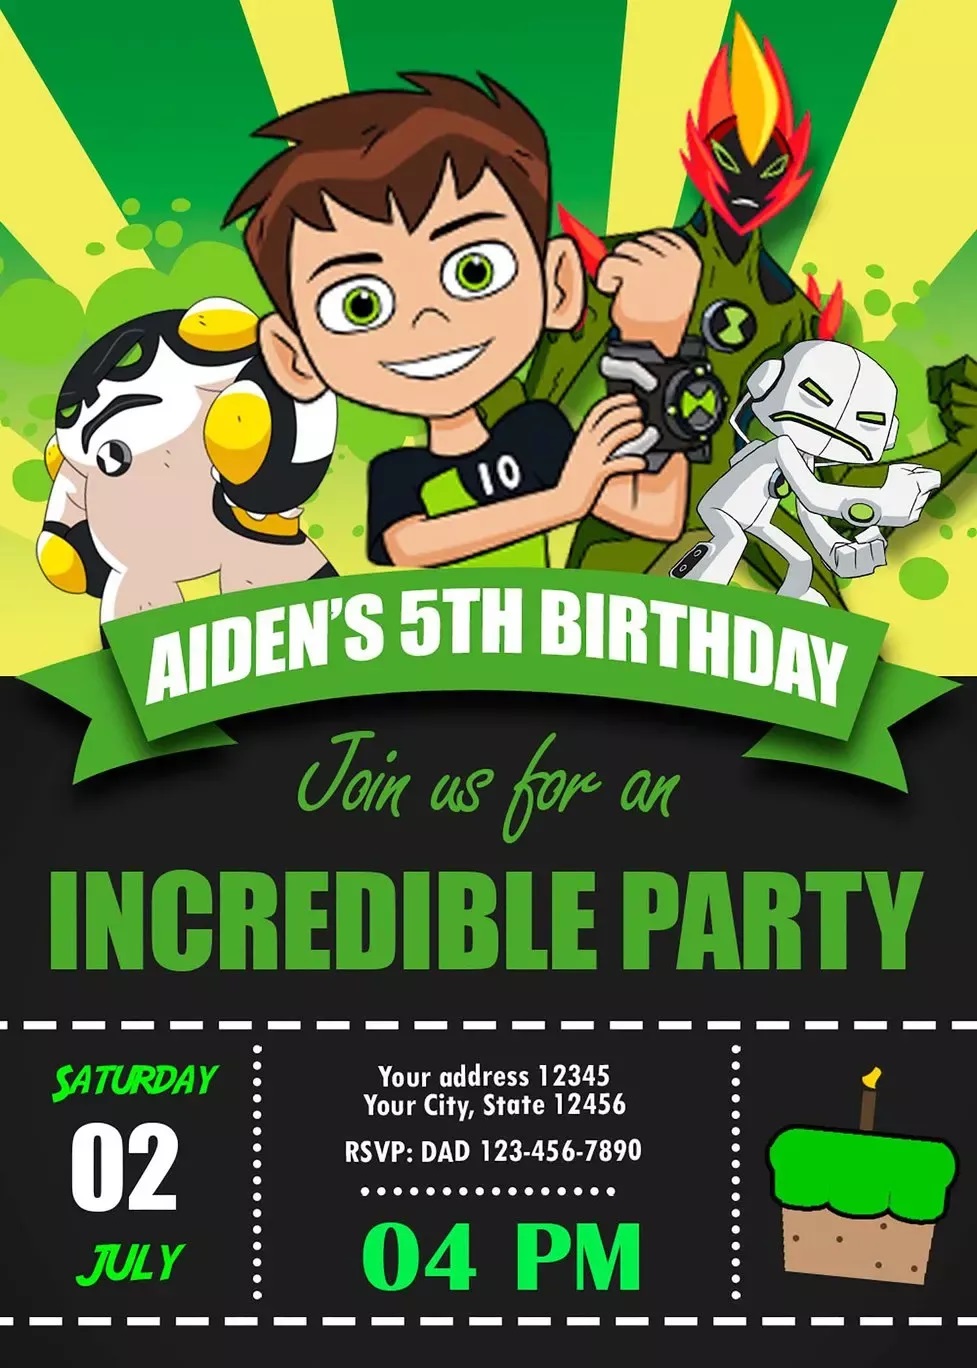 10
AIDEN'S 5TH BIRTHDAY
Join us for an
INCREDIBLE PARTY
SATURDAY
02
JULY
Your address 12345
Your City, State 12456
RSVP: DAD 123-456-7890
04 PM